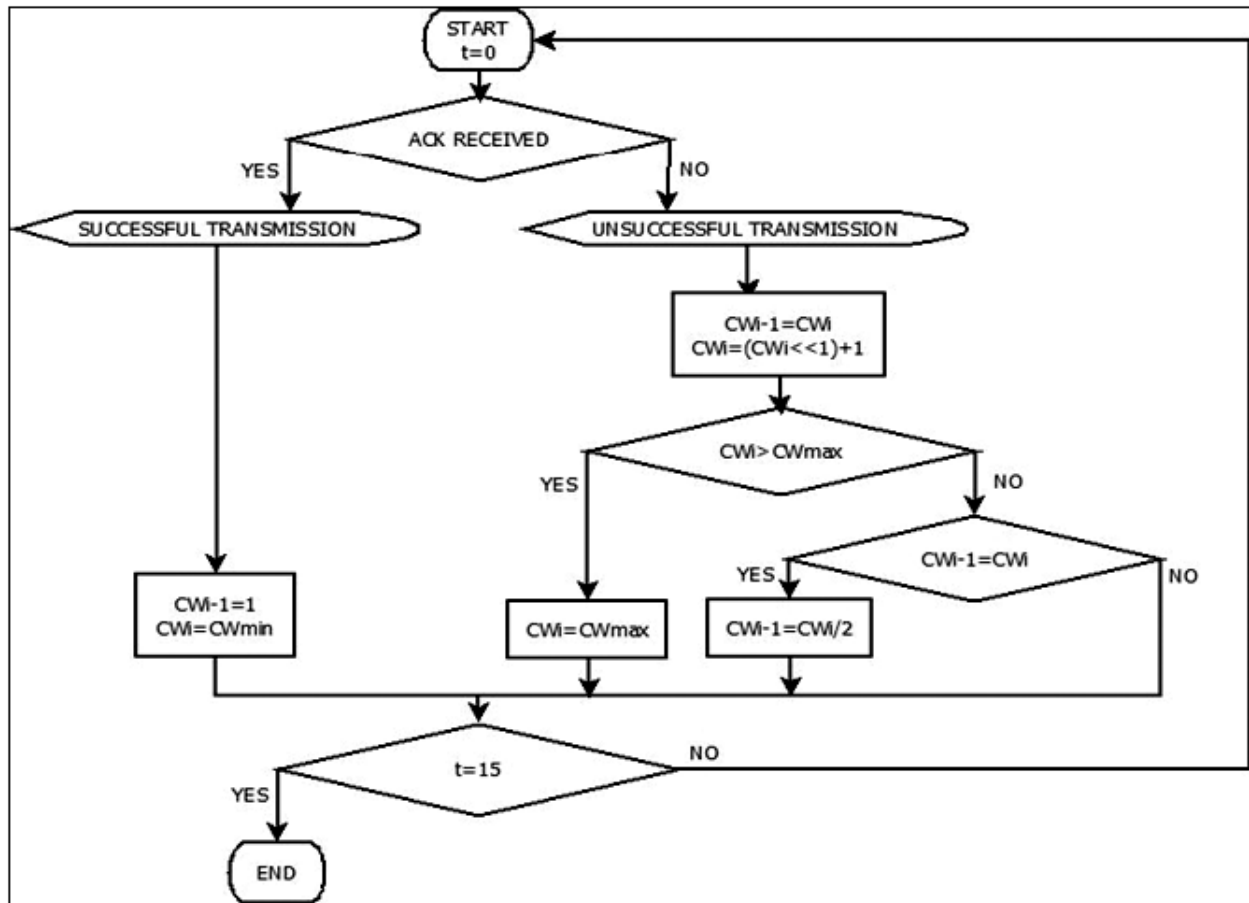 START
t=0
ACK RECEIVED
YES
NO
SUCCESSFUL TRANSMISSION
UNSUCCESSFUL TRANSMISSION
CWi-1=CWi
CWi=(CWi<<1)+1
CWi>CWmax
YES
NO
CWi-1=CWi
YES
NO
CWi-1=1
CWi=CWmin
CWi=CWmax
CWi-1=CWi/2
t=15
NO
YES
END